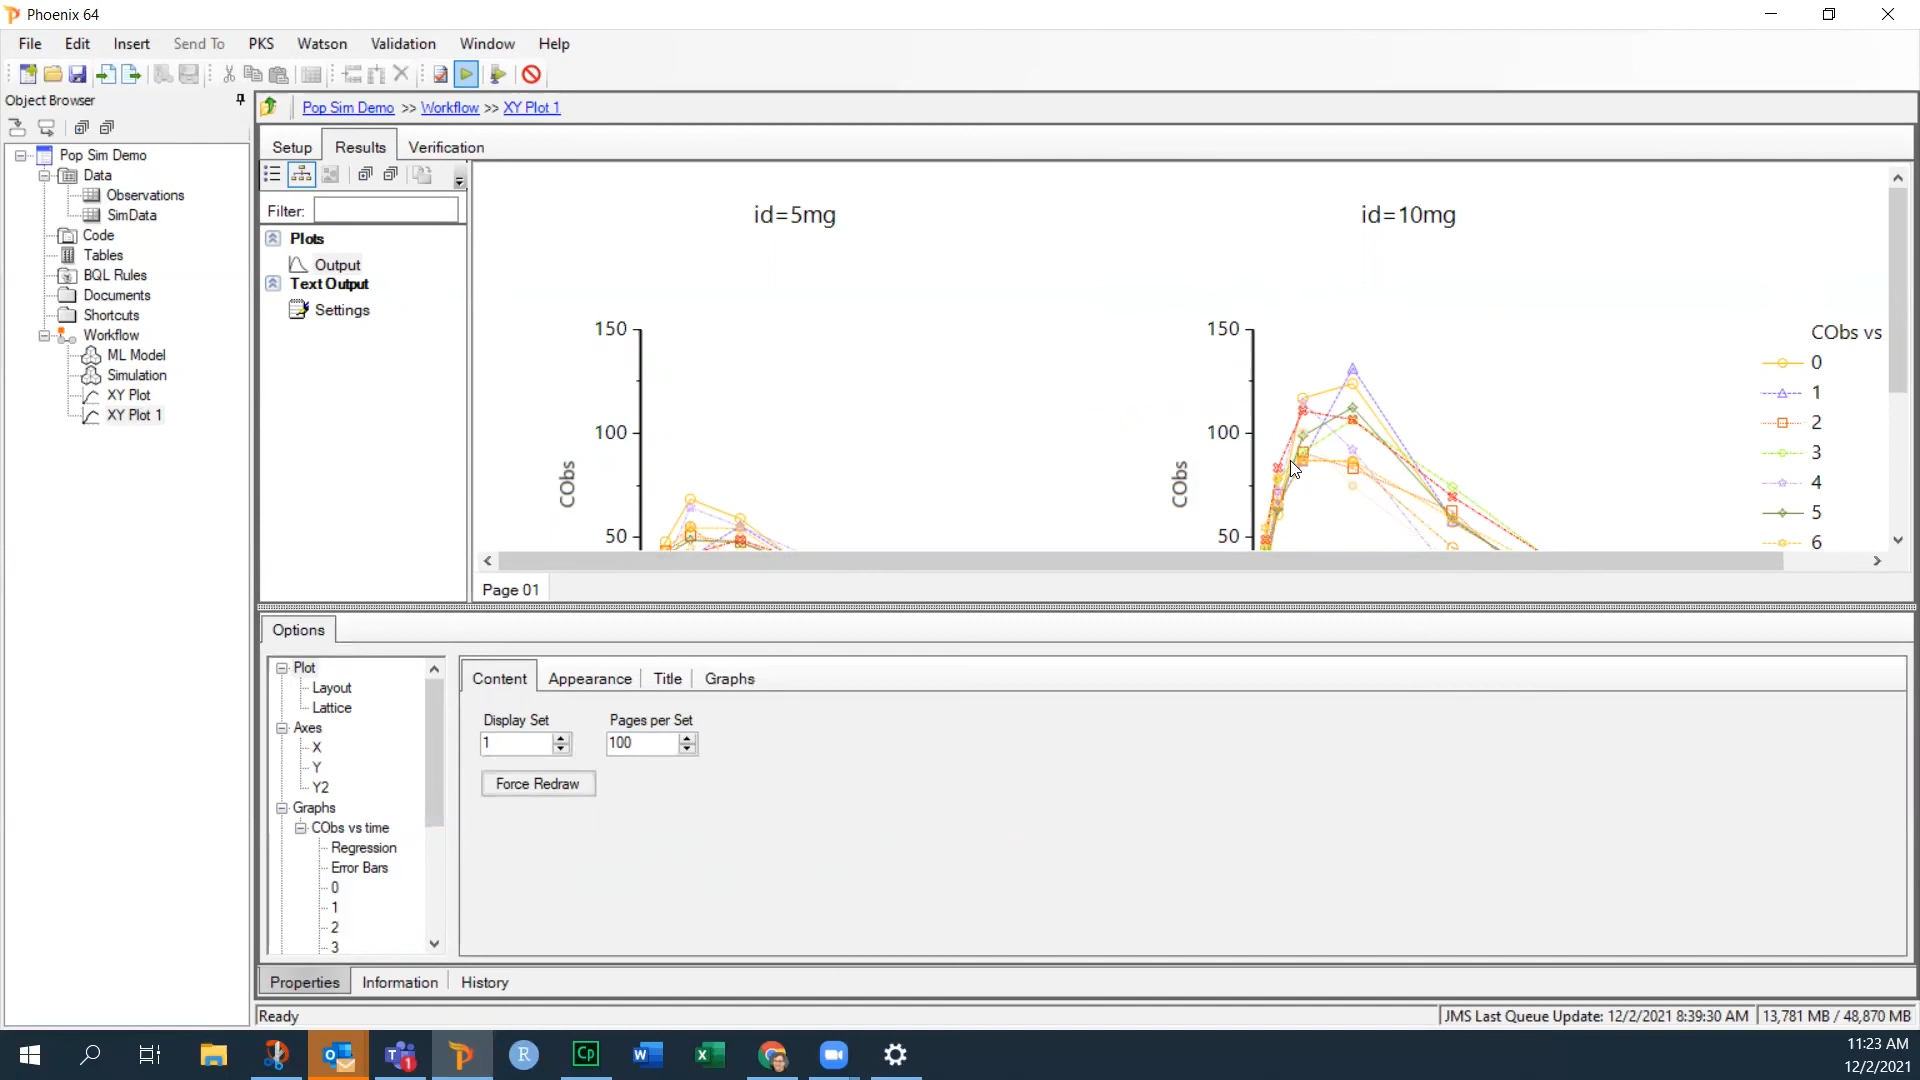 Phoenix 64
File Edit Insert Send To PKS Watson Validation Window Help
Object Browser
Pop Sim Demo >> Workflow >> XY Plot 1
Pop Sim Demo
Data
Observations
SimData
Code
Tables
BQL Rules
Documents
Shortcuts
Workflow
ML Model
Simulation
XY Plot
XY Plot 1
Setup Results Verification
Filter:
Plots
Output
Text Output
Settings
id=5mg
150
100
50
CObs
id=10mg
150
100
50
CObs
CObs vs
0
1
2
3
4
5
6
Page 01
Options
Plot
Layout
Lattice
Axes
X
Y
Y2
Graphs
CObs vs time
Regression
Error Bars
0
1
2
3
Content Appearance Title Graphs
Display Set Pages per Set
1 100
Force Redraw
Properties Information History
Ready
JMS Last Queue Update: 12/2/2021 8:39:30 AM 13,781 MB / 48,870 MB
1
R
Cp
W
X
11:23 AM
12/2/2021